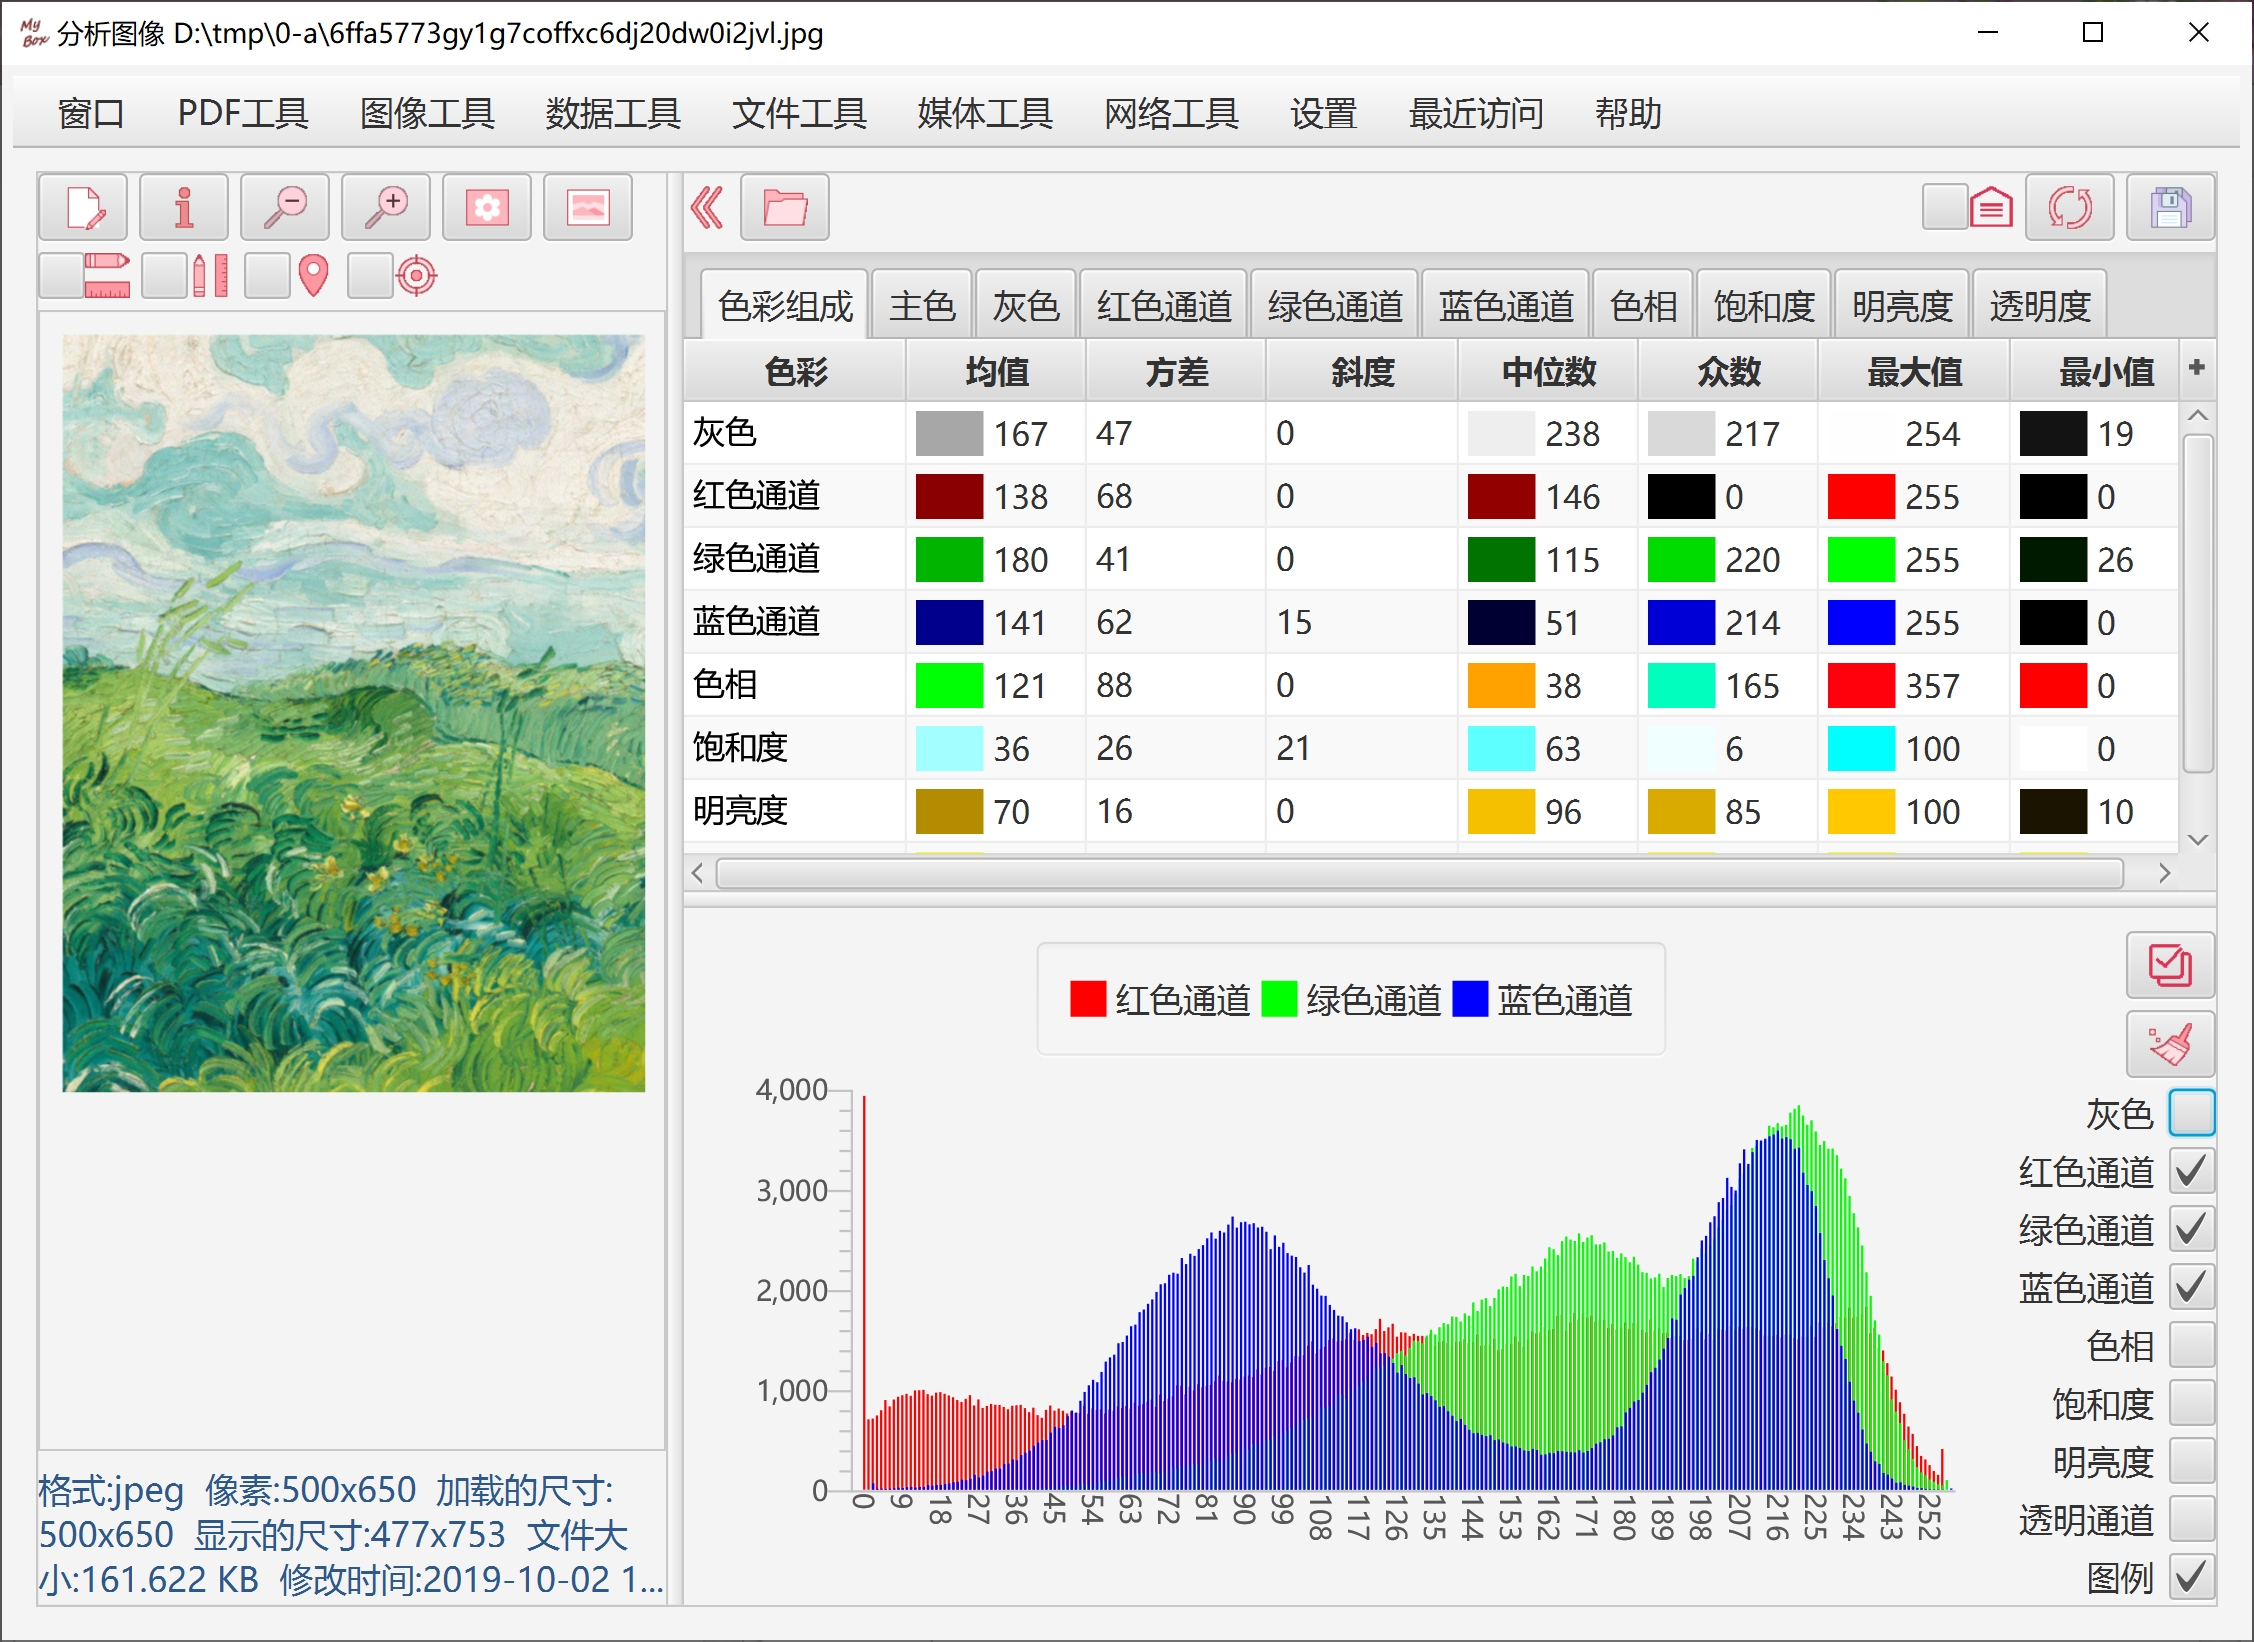 My Box 分析图像 D:\tmp\0-a\6ffa5773gy1g7coffxc6dj20dw0i2jvl.jpg
窗口 PDF工具 图像工具 数据工具 文件工具 媒体工具 网络工具 设置 最近访问 帮助
色彩组成 主色 灰色 红色通道 绿色通道 蓝色通道 色相 饱和度 明亮度 透明度
色彩 均值 方差 斜度 中位数 众数 最大值 最小值 +
灰色 167 47 0 238 217 254 19
红色通道 138 68 0 146 0 255 0
绿色通道 180 41 0 115 220 255 26
蓝色通道 141 62 15 51 214 255 0
色相 121 88 0 38 165 357 0
饱和度 36 26 21 63 6 100 0
明亮度 70 16 0 96 85 100 10
红色通道 绿色通道 蓝色通道
4,000
3,000
2,000
1,000
0
0 9 18 27 36 45 54 63 72 81 90 99 108 117 126 135 144 153 162 171 180 189 198 207 216 225 234 243 252
灰色
红色通道
绿色通道
蓝色通道
色相
饱和度
明亮度
透明通道
图例
格式:jpeg 像素:500x650 加载的尺寸:
500x650 显示的尺寸:477x753 文件大
小:161.622 KB 修改时间:2019-10-02 1...